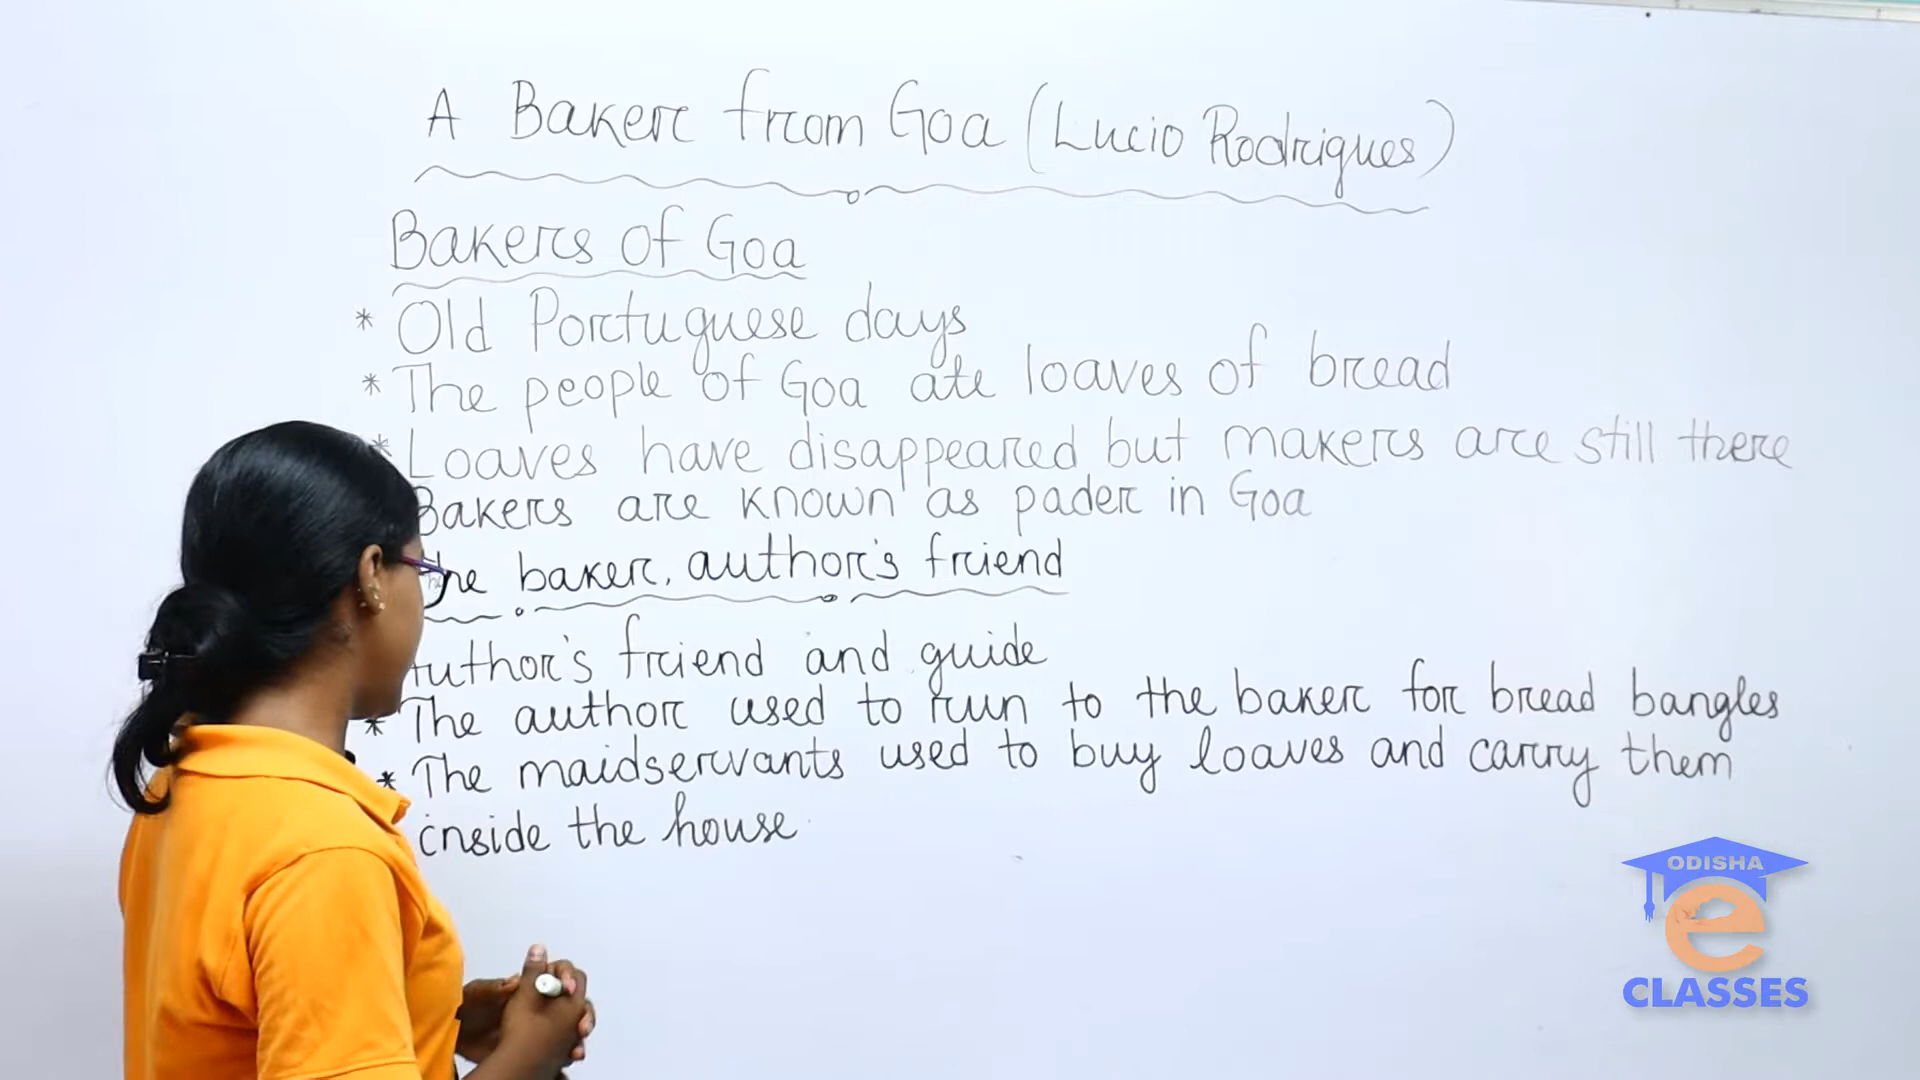 A Baker from Goa (Lucio Rodrigues)
Bakers of Goa
* Old Portuguese days
* The people of Goa ate loaves of bread
* Loaves have disappeared but makers are still there
Bakers are known as pader in Goa
The baker, author's friend
Author's friend and guide
* The author used to run to the baker for bread bangles
* The maidservants used to buy loaves and carry them
inside the house
ODISHA
e
CLASSES